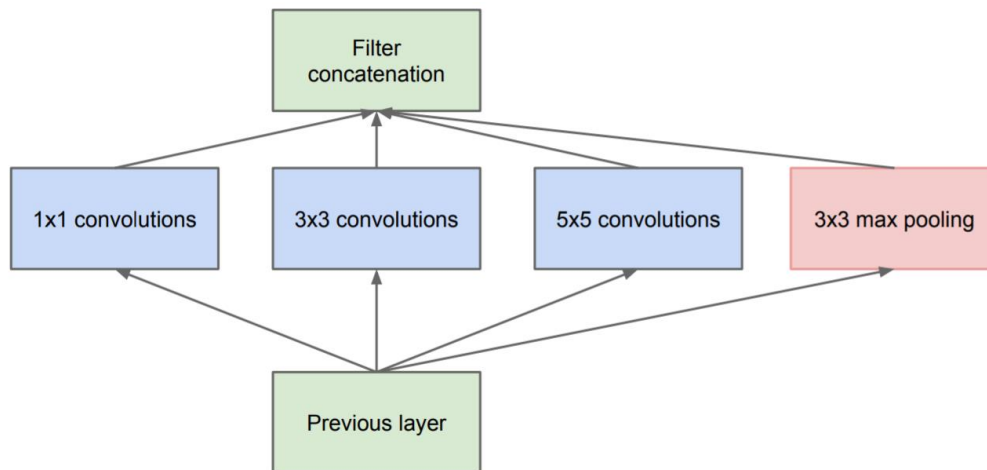 Filter
concatenation
1x1 convolutions
3x3 convolutions
5x5 convolutions
3x3 max pooling
Previous layer